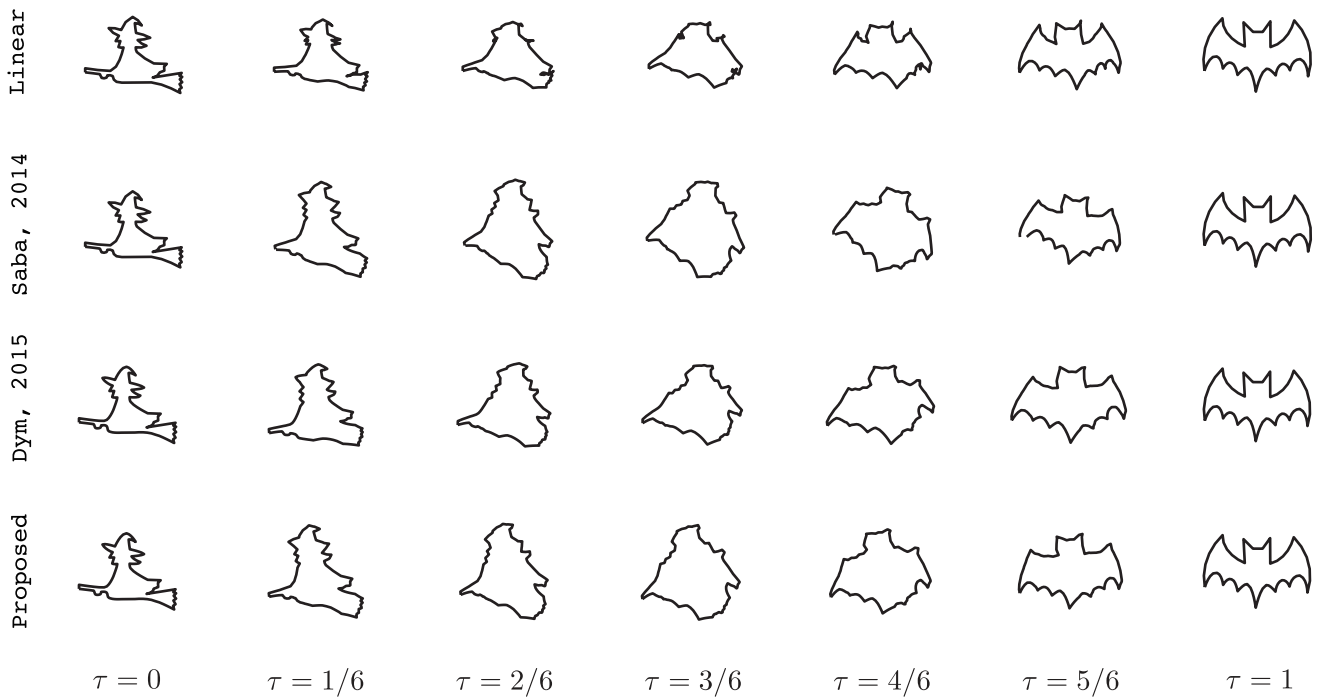 Linear
Saba, 2014
Dym, 2015
Proposed
τ = 0 τ = 1/6 τ = 2/6 τ = 3/6 τ = 4/6 τ = 5/6 τ = 1